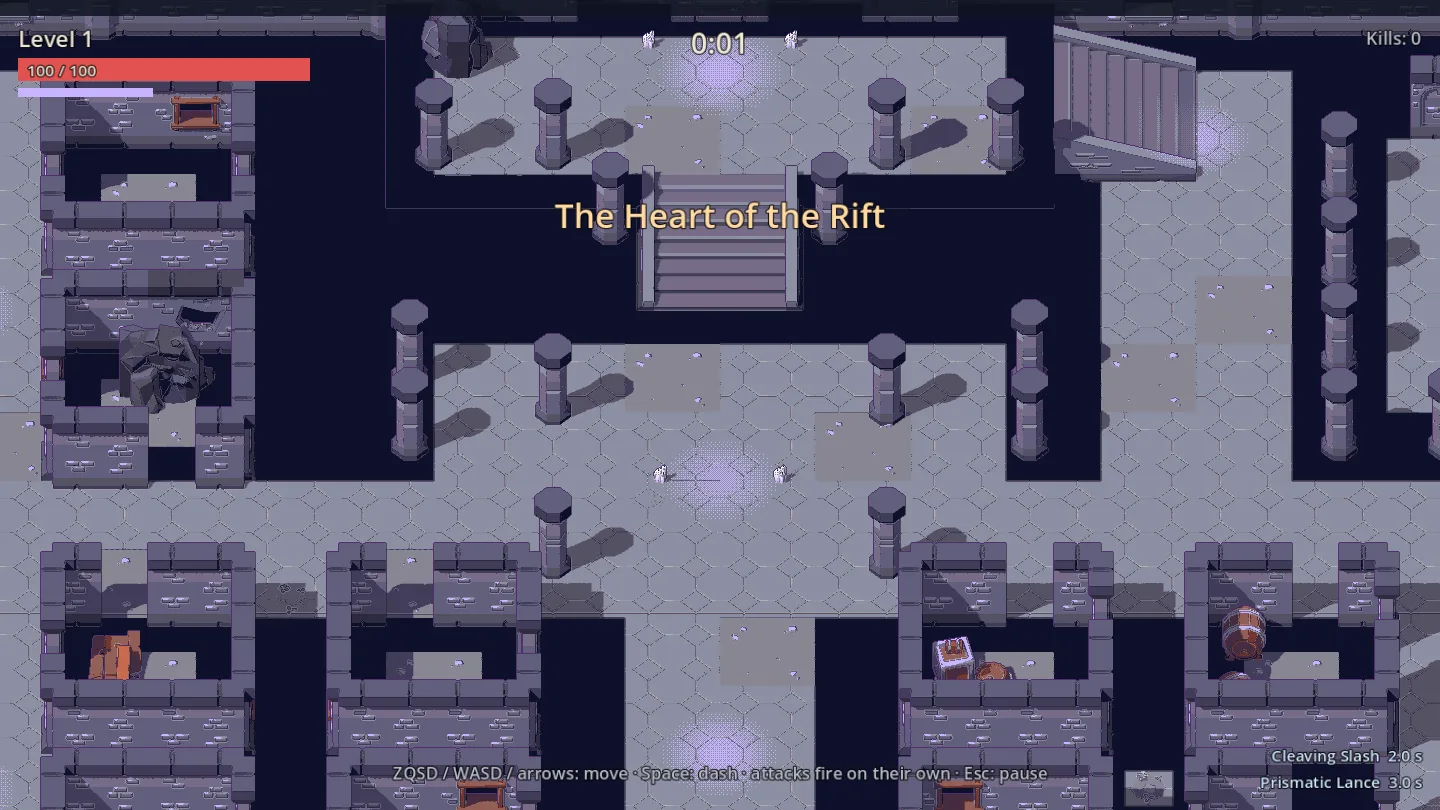 Level 1
0:01
Kills: 0
100 / 100
The Heart of the Rift
Cleaving Slash 2.0 s
ZQSD / WASD / arrows: move · Space: dash · attacks fire on their own · Esc: pause
Prismatic Lance 3.0 s